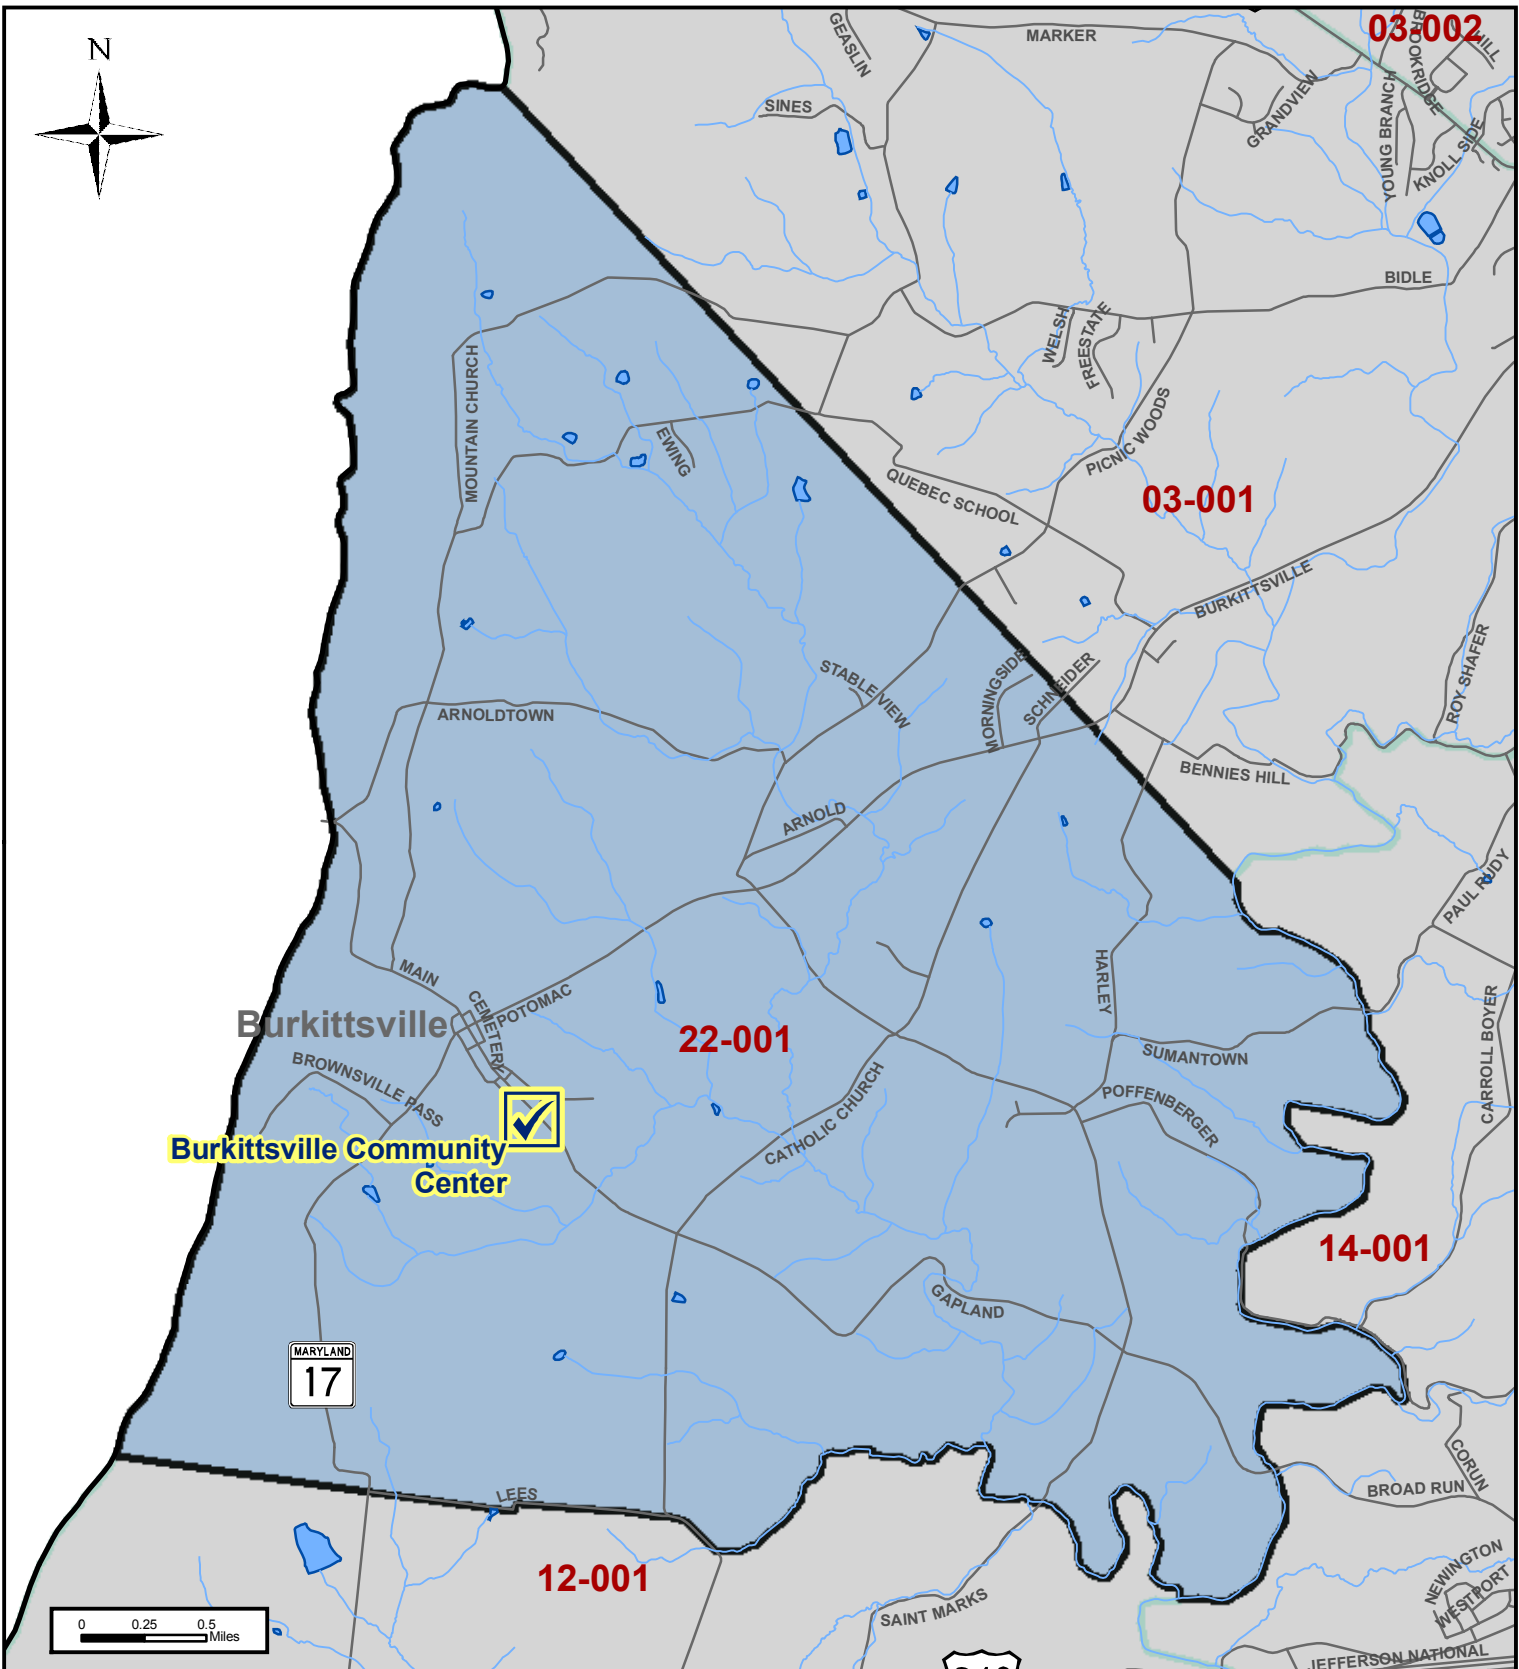 N
03-002
GEASLIN
MARKER
BROOKRIDGE
HILL
SINES
GRANDVIEW
YOUNG BRANCH
KNOLL SIDE
BIDLE
WELSH
FREESTATE
MOUNTAIN CHURCH
EWING
PICNIC WOODS
QUEBEC SCHOOL
03-001
BURKITTSVILLE
ROY SHAFER
STABLE VIEW
MORNINGSIDE
SCHNEIDER
ARNOLDTOWN
BENNIES HILL
ARNOLD
PAUL RUDY
MAIN
CEMETERY
POTOMAC
HARLEY
CARROLL BOYER
Burkittsville
22-001
SUMANTOWN
BROWNSVILLE PASS
CATHOLIC CHURCH
POFFENBERGER
Burkittsville Community
Center
14-001
GAPLAND
MARYLAND
17
LEES
CORUN
BROAD RUN
12-001
NEWINGTON
WESTPORT
SAINT MARKS
0 0.25 0.5
Miles
JEFFERSON NATIONAL